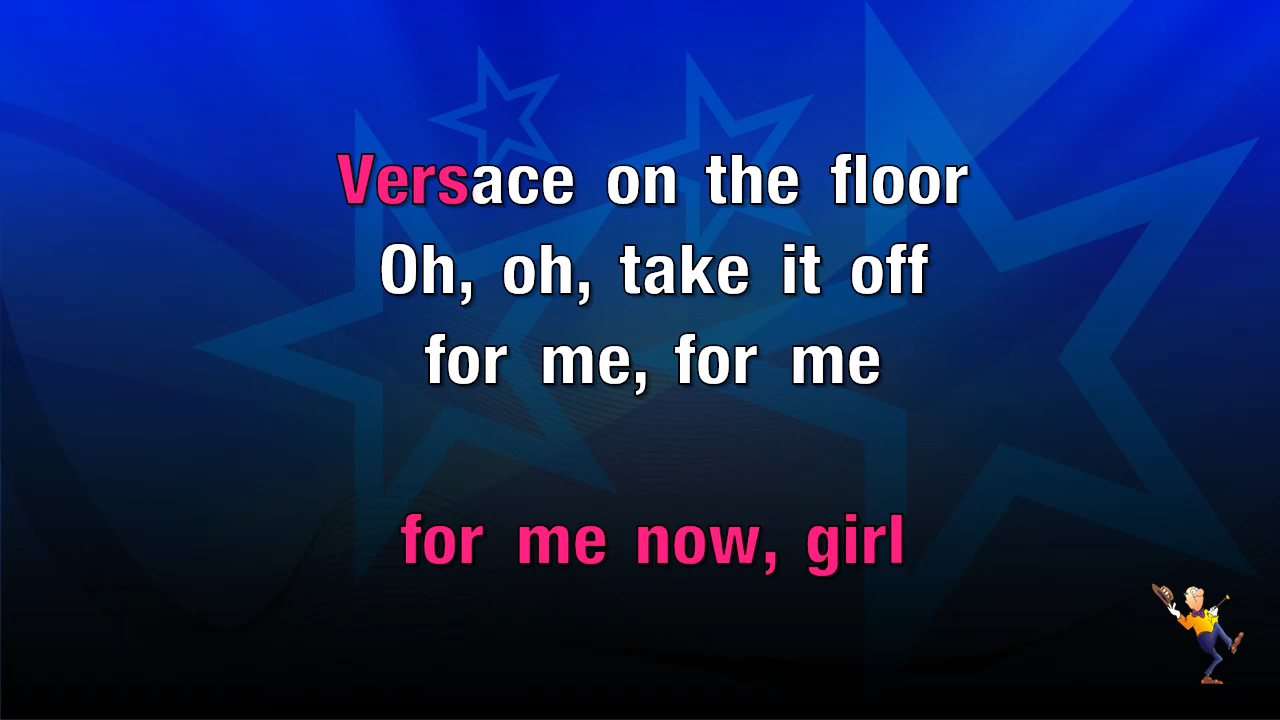 Versace on the floor
Oh, oh, take it off
for me, for me
for me now, girl